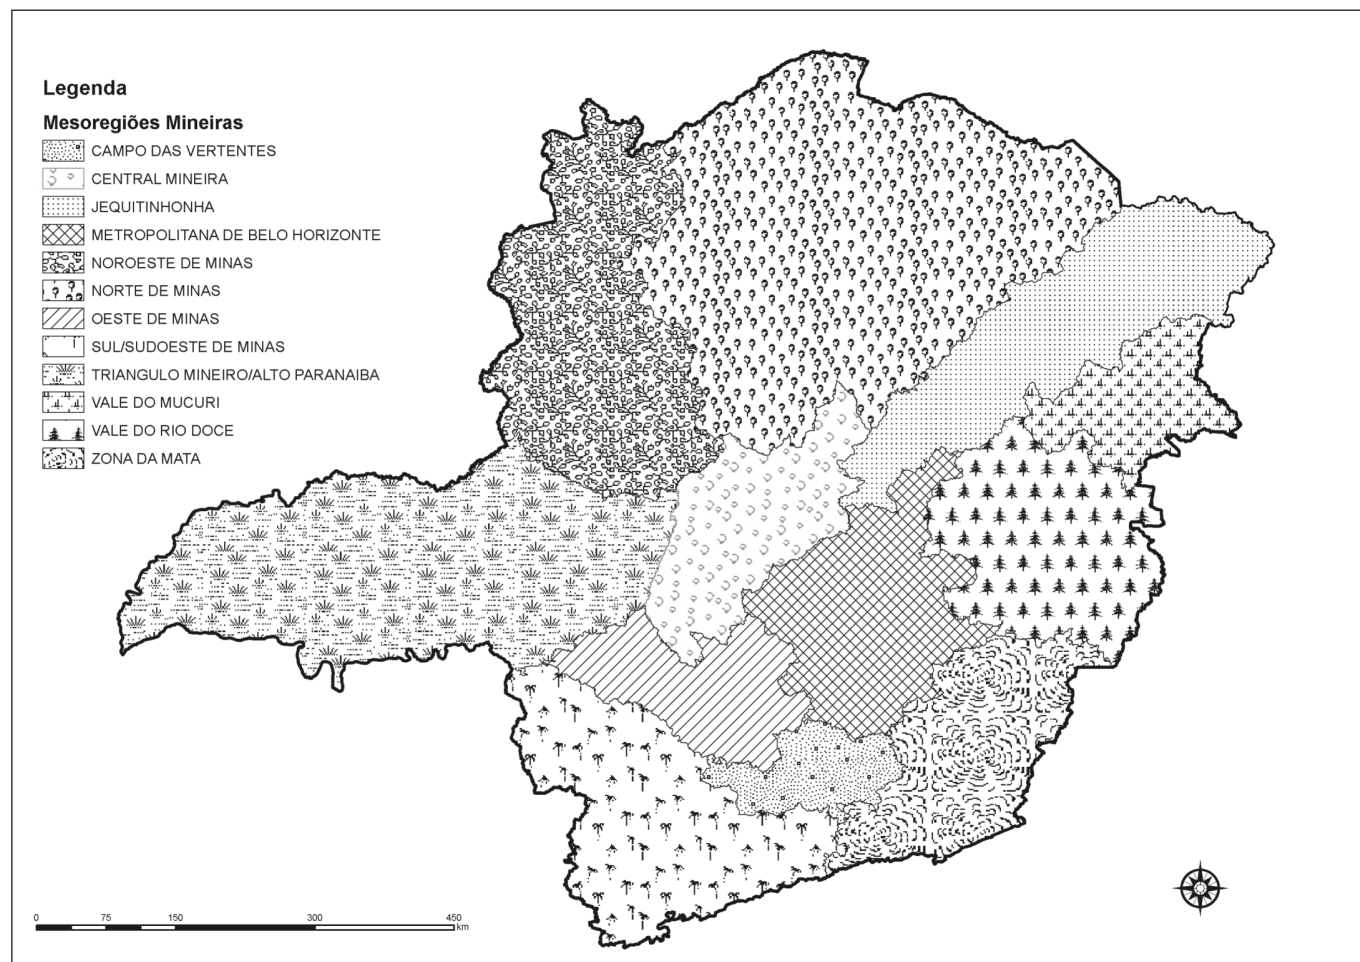 Legenda
Mesoregiões Mineiras
CAMPO DAS VERTENTES
CENTRAL MINEIRA
JEQUITINHONHA
METROPOLITANA DE BELO HORIZONTE
NOROESTE DE MINAS
NORTE DE MINAS
OESTE DE MINAS
SUL/SUDOESTE DE MINAS
TRIANGULO MINEIRO/ALTO PARANAIBA
VALE DO MUCURI
VALE DO RIO DOCE
ZONA DA MATA
0 75 150 300 450
km